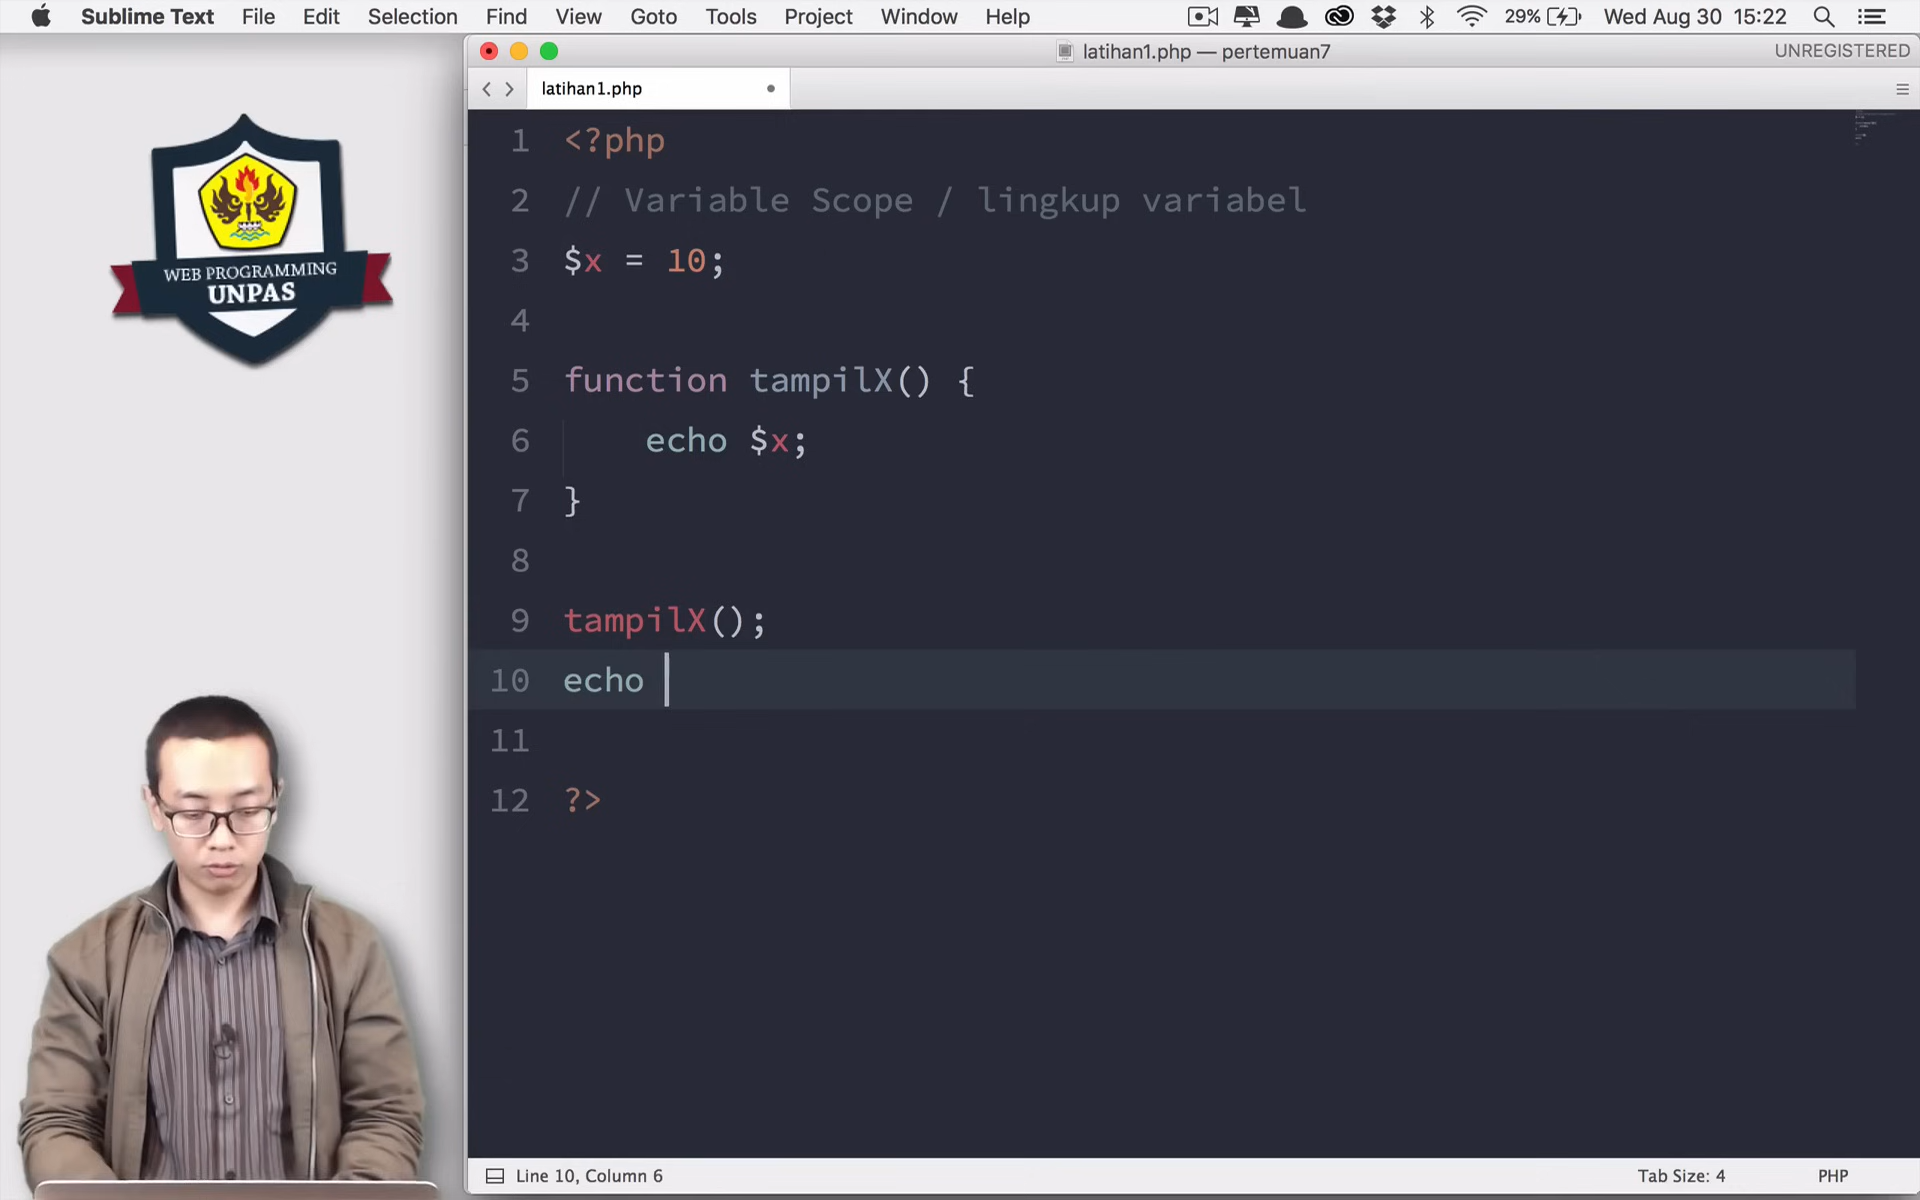 Sublime Text File Edit Selection Find View Goto Tools Project Window Help 29% Wed Aug 30 15:22
latihan1.php — pertemuan7 UNREGISTERED
latihan1.php
WEB PROGRAMMING
UNPAS
1 <?php
2 // Variable Scope / lingkup variabel
3 $x = 10;
4
5 function tampilX() {
6 echo $x;
7 }
8
9 tampilX();
10 echo
11
12 ?>
Line 10, Column 6 Tab Size: 4 PHP